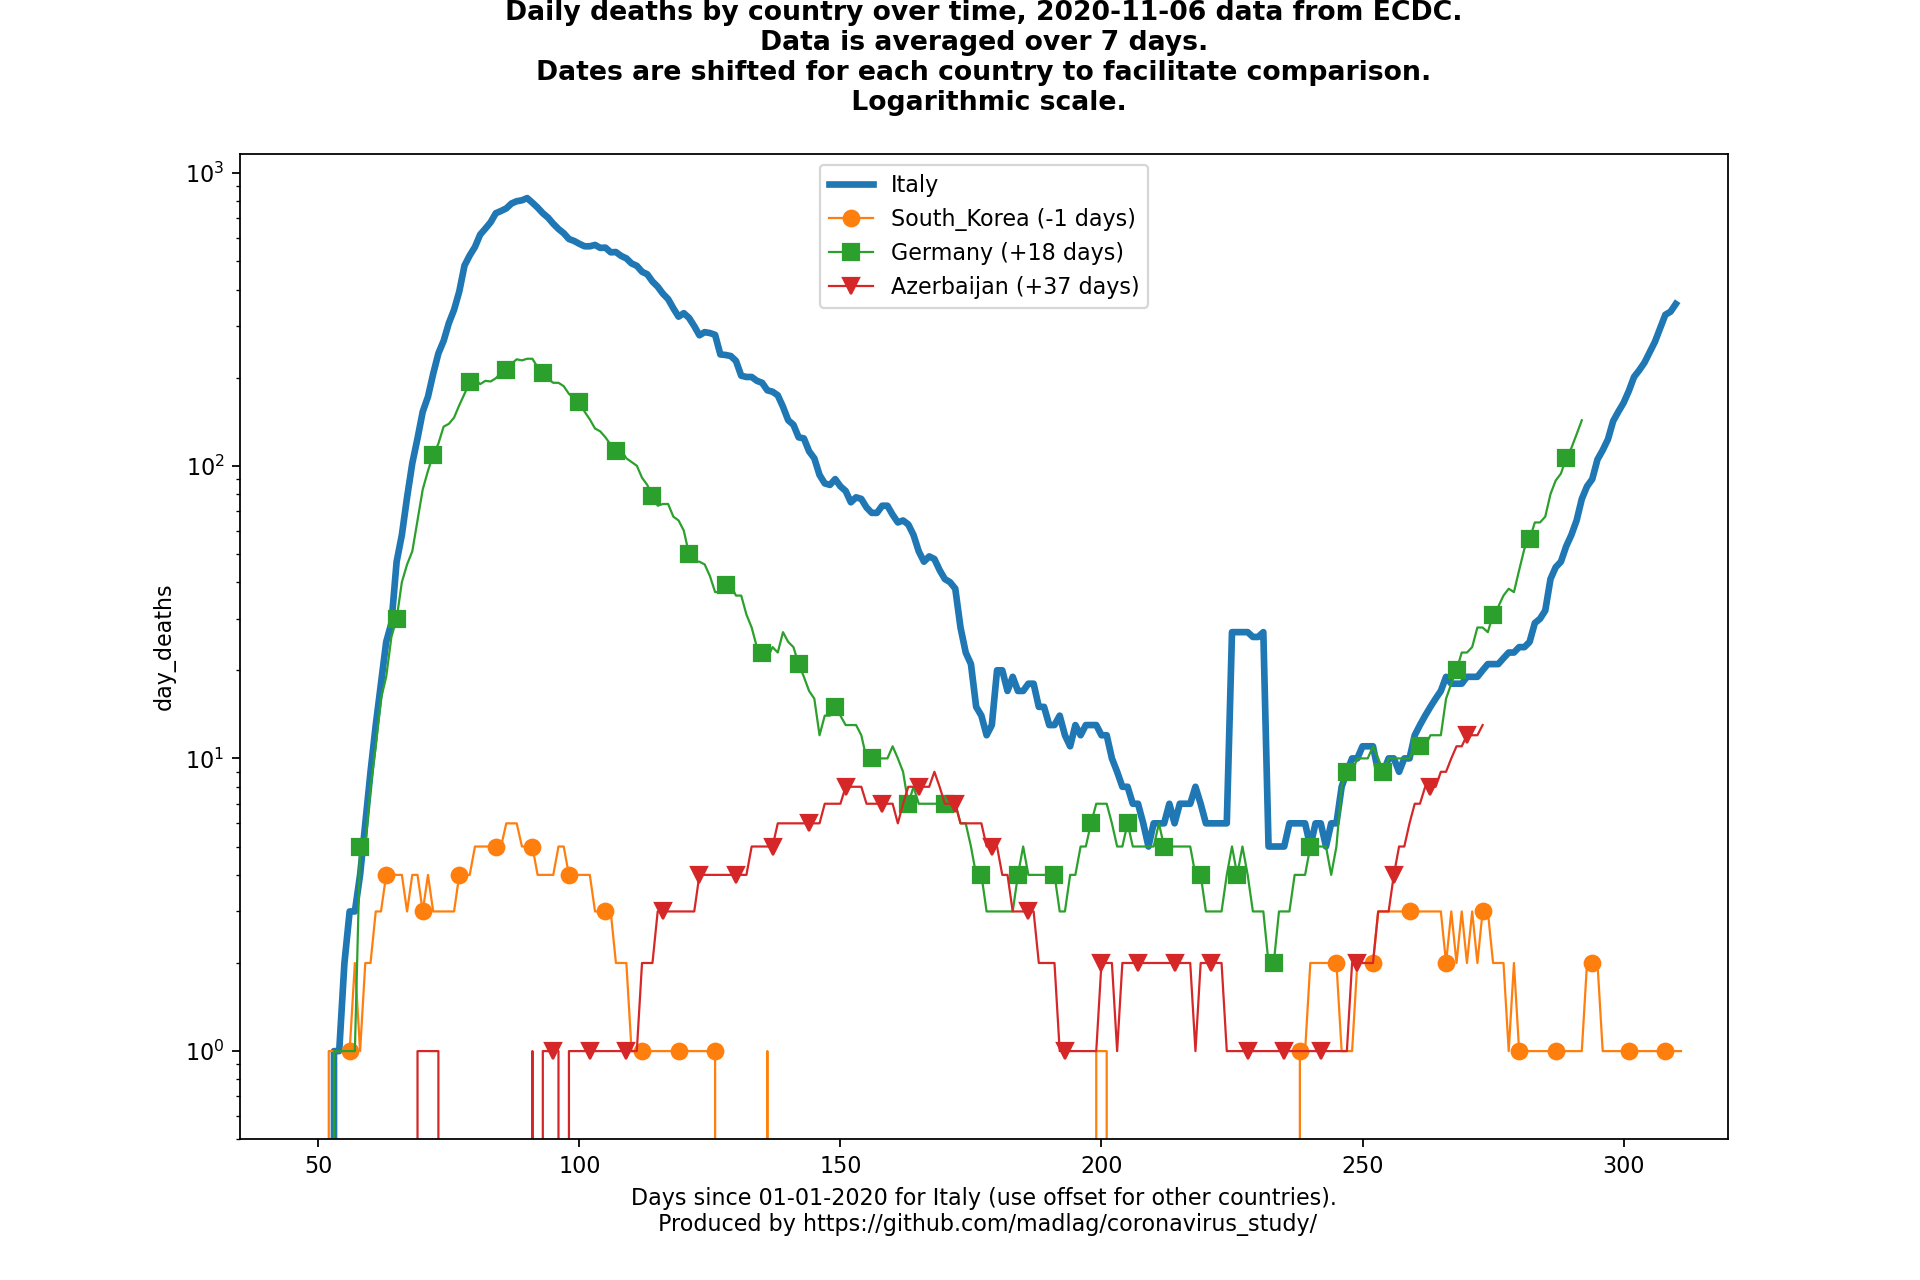 Daily deaths by country over time, 2020-11-06 data from ECDC.
Data is averaged over 7 days.
Dates are shifted for each country to facilitate comparison.
Logarithmic scale.
10³
10²
10¹
10⁰
day_deaths
Italy
South_Korea (-1 days)
Germany (+18 days)
Azerbaijan (+37 days)
50 100 150 200 250 300
Days since 01-01-2020 for Italy (use offset for other countries).
Produced by https://github.com/madlag/coronavirus_study/